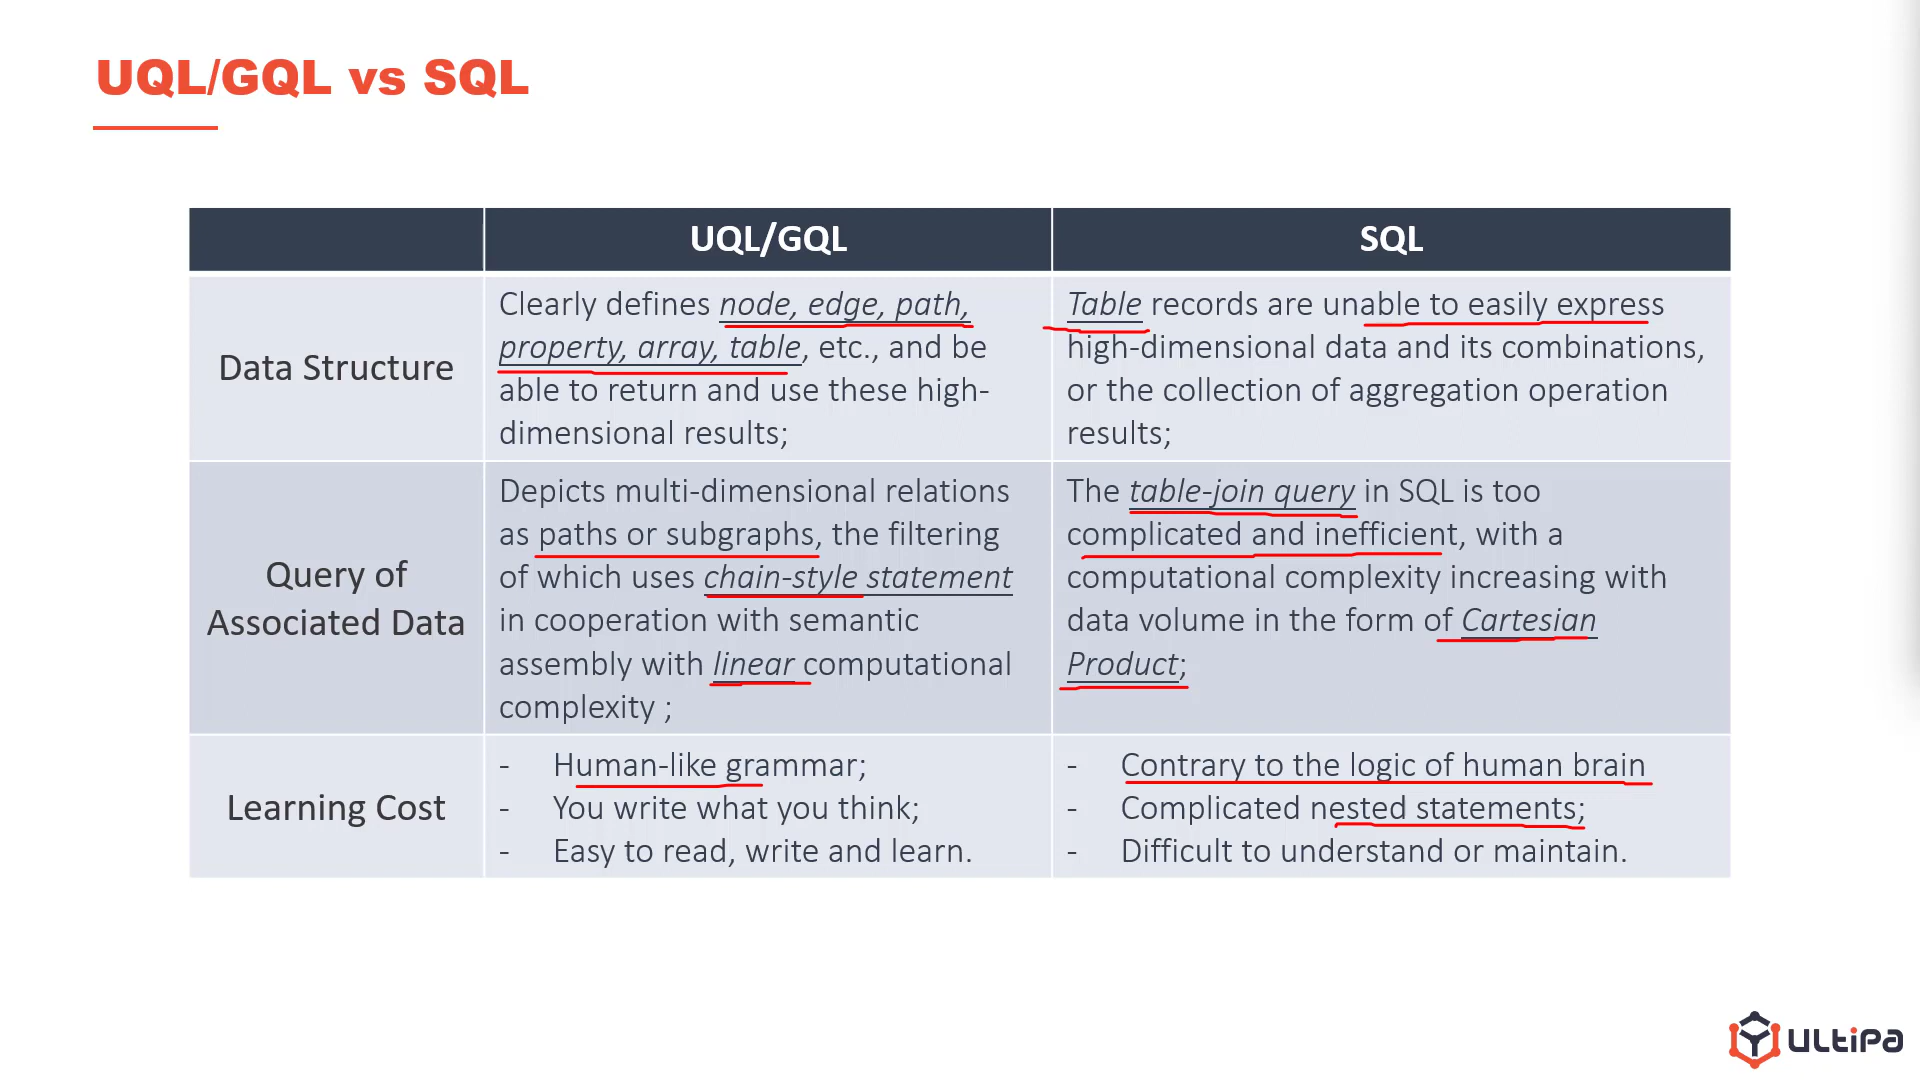 UQL/GQL vs SQL
UQL/GQL
SQL
Data Structure
Clearly defines node, edge, path,
property, array, table, etc., and be
able to return and use these high-
dimensional results;
Table records are unable to easily express
high-dimensional data and its combinations,
or the collection of aggregation operation
results;
Query of
Associated Data
Depicts multi-dimensional relations
as paths or subgraphs, the filtering
of which uses chain-style statement
in cooperation with semantic
assembly with linear computational
complexity ;
The table-join query in SQL is too
complicated and inefficient, with a
computational complexity increasing with
data volume in the form of Cartesian
Product;
Learning Cost
- Human-like grammar;
- You write what you think;
- Easy to read, write and learn.
- Contrary to the logic of human brain
- Complicated nested statements;
- Difficult to understand or maintain.
ULTiPa